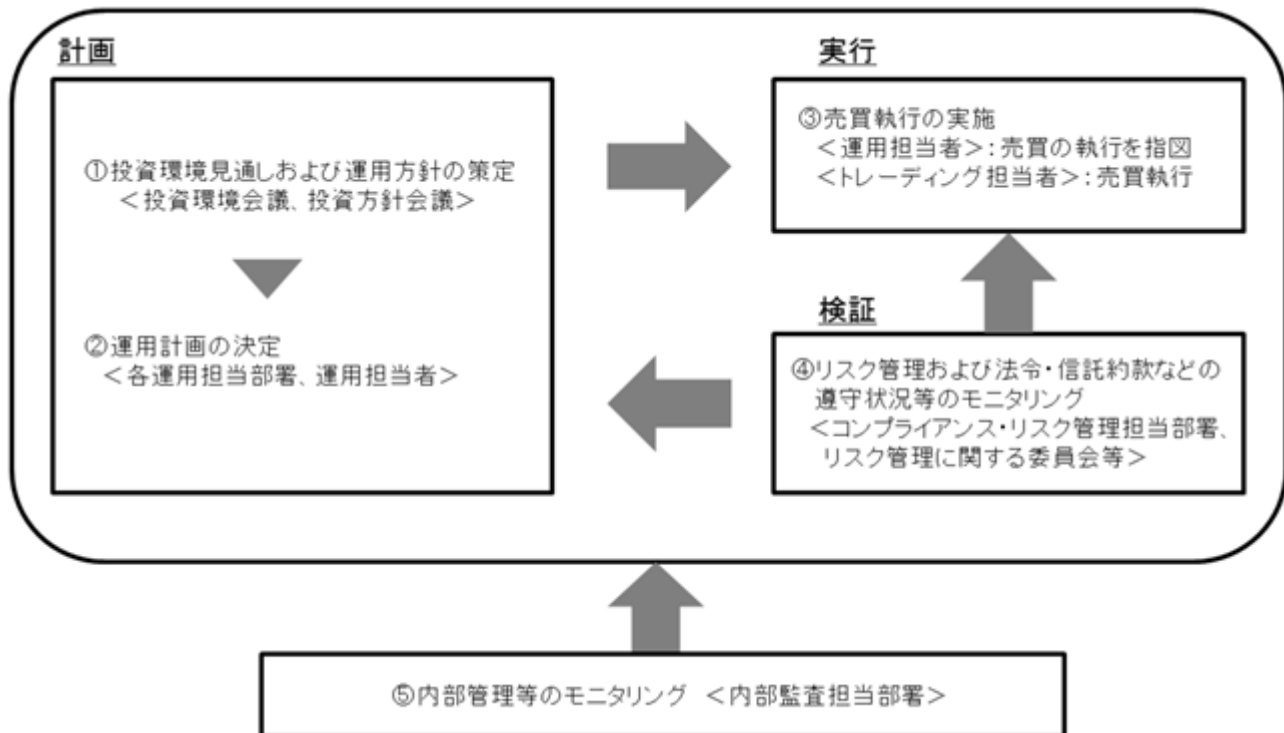 計画
①投資環境見通しおよび運用方針の策定
＜投資環境会議、投資方針会議＞
②運用計画の決定
＜各運用担当部署、運用担当者＞
実行
③売買執行の実施
＜運用担当者＞：売買の執行を指図
＜トレーディング担当者＞：売買執行
検証
④リスク管理および法令・信託約款などの
遵守状況等のモニタリング
＜コンプライアンス・リスク管理担当部署、
リスク管理に関する委員会等＞
⑤内部管理等のモニタリング ＜内部監査担当部署＞